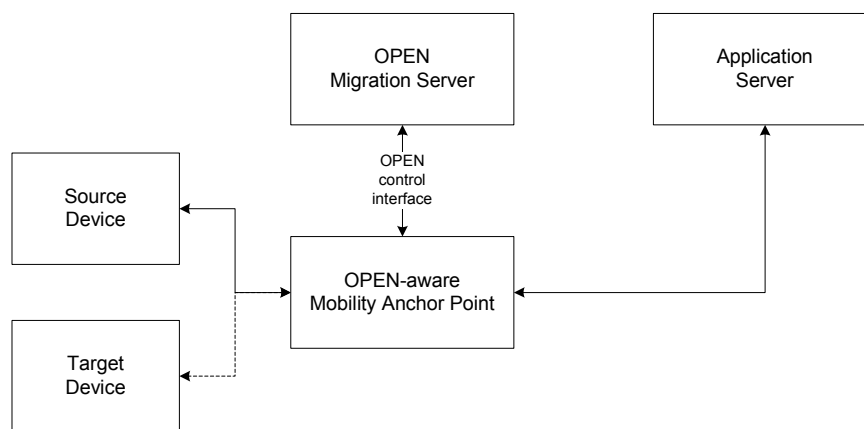 OPEN
Migration Server
Application
Server
OPEN
control
interface
Source
Device
OPEN-aware
Mobility Anchor Point
Target
Device